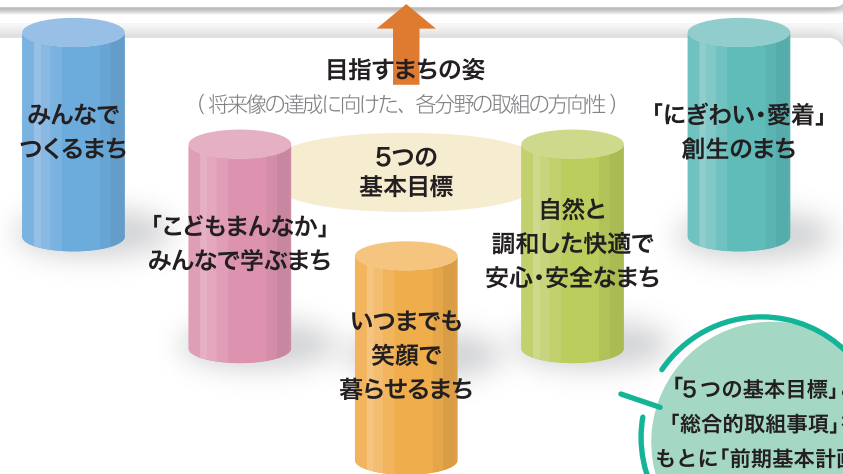 目指すまちの姿
（将来像の達成に向けた、各分野の取組の方向性）
5つの
基本目標
みんなで
つくるまち
「こどもまんなか」
みんなで学ぶまち
いつまでも
笑顔で
暮らせるまち
自然と
調和した快適で
安心・安全なまち
「にぎわい・愛着」
創生のまち
「5つの基本目標」
「総合的取組事項」
もとに「前期基本計画